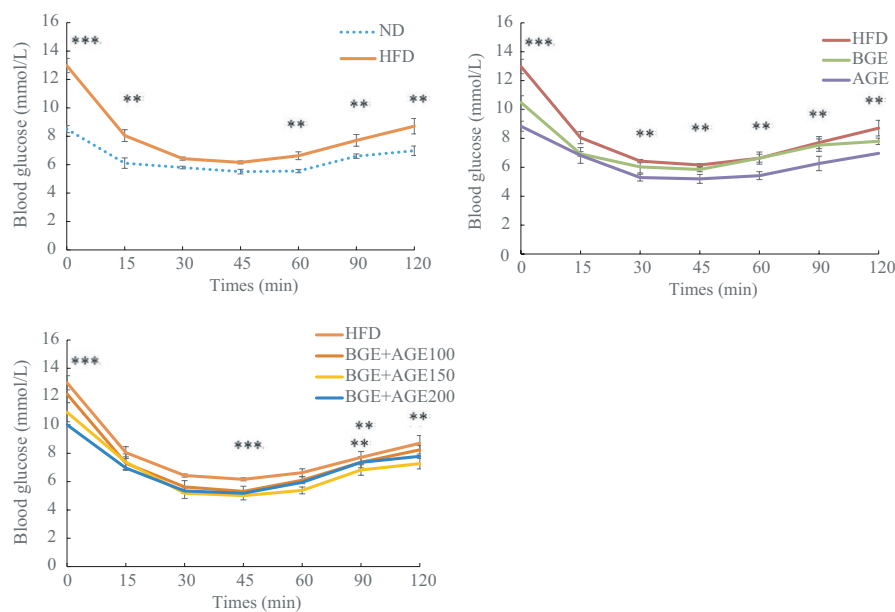 16
14
12
10
8
6
4
2
0
Blood glucose (mmol/L)
***
**
**
**
**
ND
HFD
0 15 30 45 60 90 120
Times (min)
16
14
12
10
8
6
4
2
0
Blood glucose (mmol/L)
***
**
**
**
**
**
HFD
BGE
AGE
0 15 30 45 60 90 120
Times (min)
16
14
12
10
8
6
4
2
0
Blood glucose (mmol/L)
***
***
**
**
**
HFD
BGE+AGE100
BGE+AGE150
BGE+AGE200
0 15 30 45 60 90 120
Times (min)